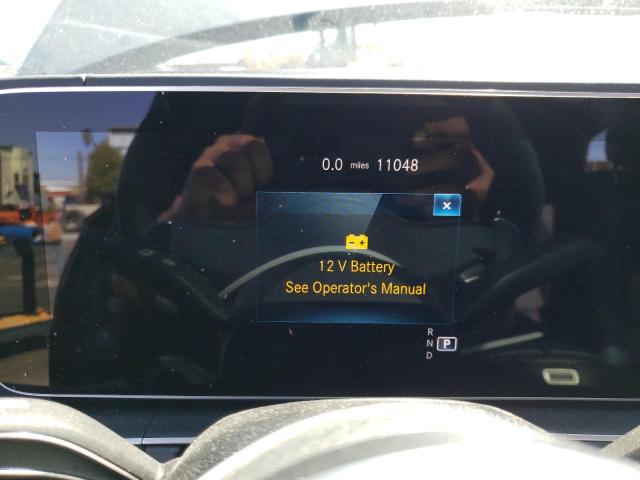 0.0 miles 11048
×
- +
12 V Battery
See Operator's Manual
R
N P
D